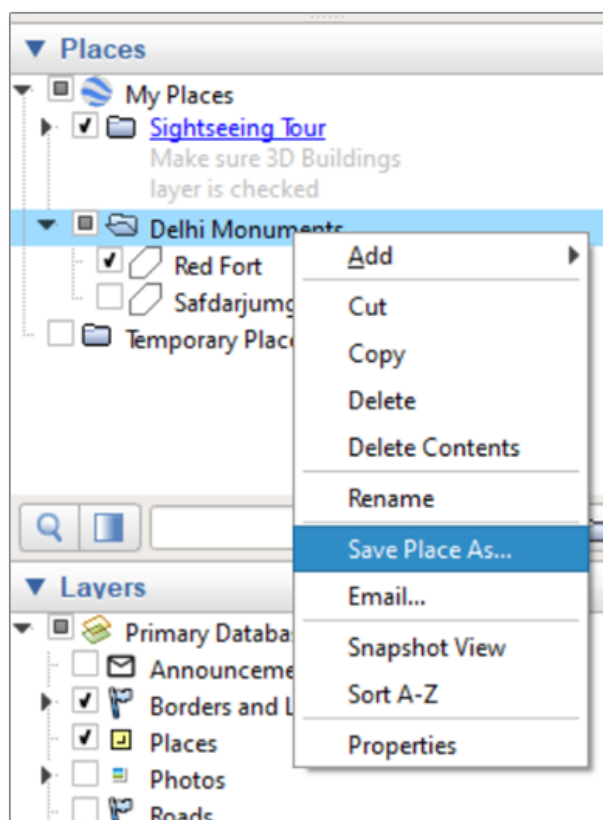 Places
My Places
Sightseeing Tour
Make sure 3D Buildings
layer is checked
Delhi Monuments
Red Fort
Safdarjumg
Temporary Plac
Add
Cut
Copy
Delete
Delete Contents
Rename
Save Place As...
Email...
Snapshot View
Sort A-Z
Properties
Layers
Primary Databa
Announceme
Borders and L
Places
Photos
Roads